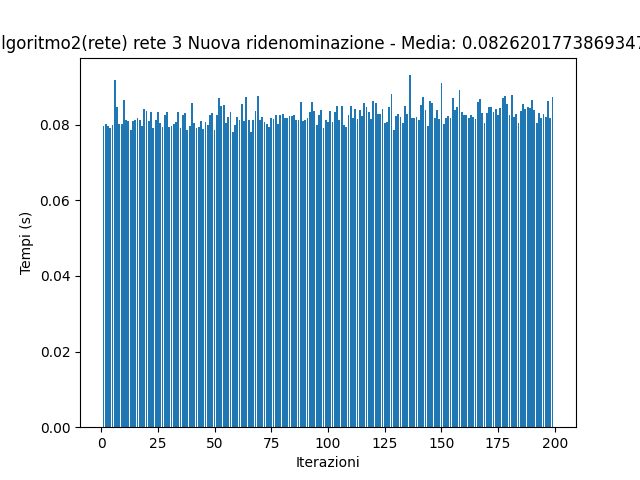 lgoritmo2(rete) rete 3 Nuova ridenominazione - Media: 0.0826201773869347
Tempi (s)
0.08
0.06
0.04
0.02
0.00
0 25 50 75 100 125 150 175 200
Iterazioni